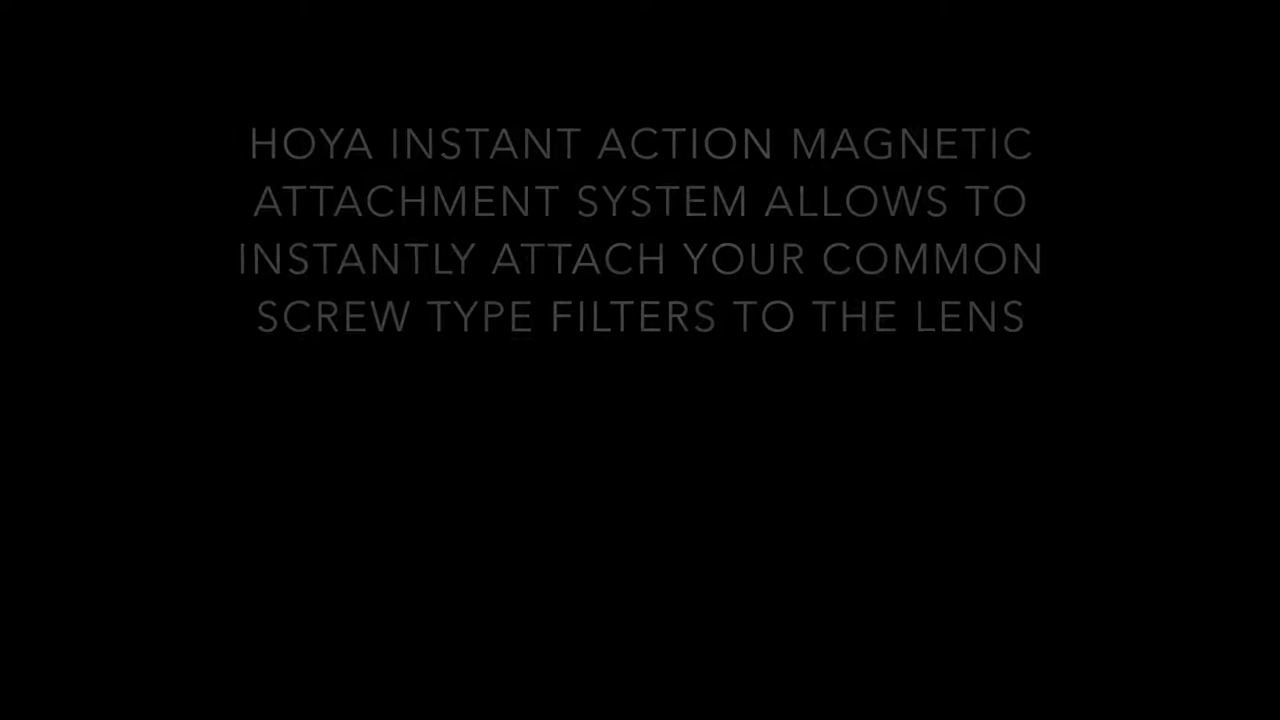 HOYA INSTANT ACTION MAGNETIC
ATTACHMENT SYSTEM ALLOWS TO
INSTANTLY ATTACH YOUR COMMON
SCREW TYPE FILTERS TO THE LENS